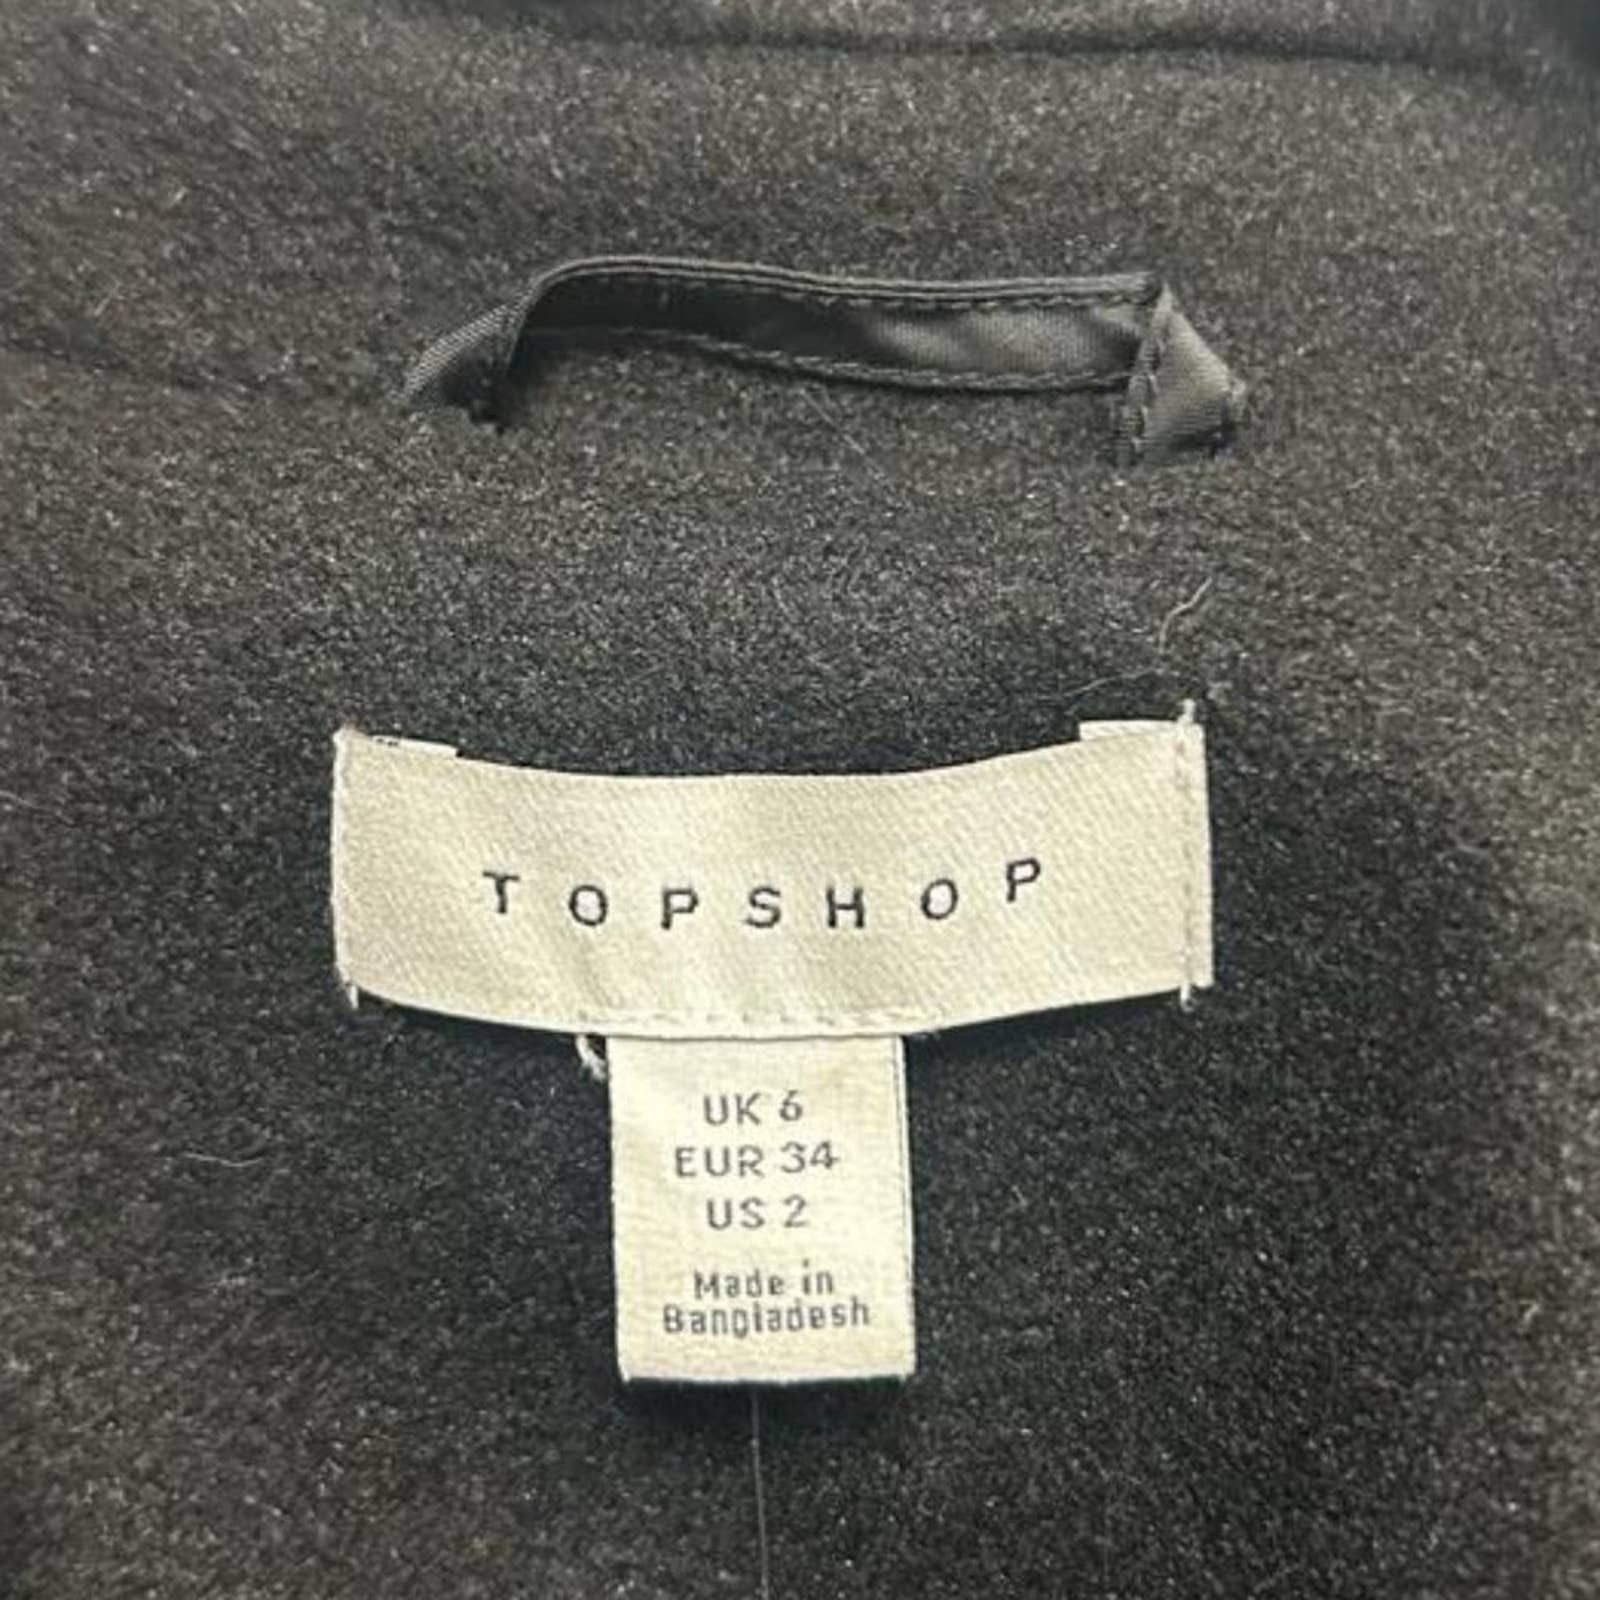 TOPSHOP
UK 6
EUR 34
US 2
Made in
Bangladesh